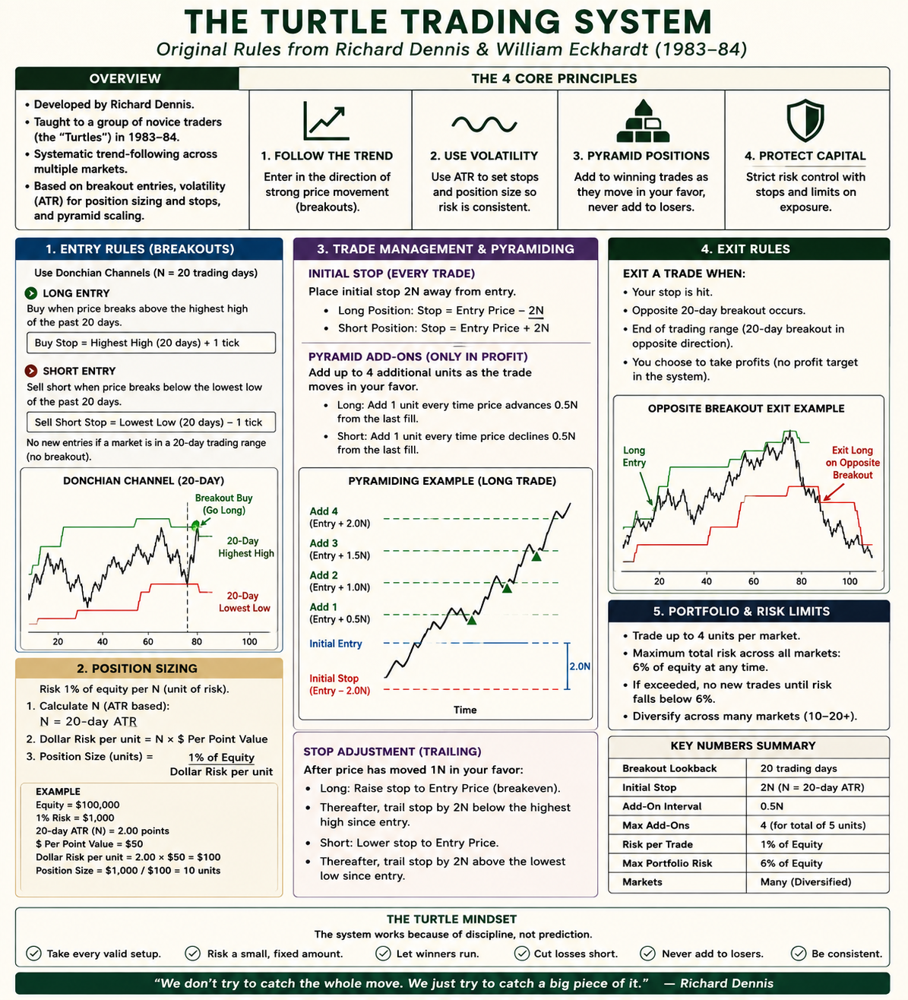 THE TURTLE TRADING SYSTEM
Original Rules from Richard Dennis & William Eckhardt (1983–84)
OVERVIEW
• Developed by Richard Dennis.
• Taught to a group of novice traders
(the “Turtles”) in 1983–84.
• Systematic trend-following across
multiple markets.
• Based on breakout entries, volatility
(ATR) for position sizing and stops,
and pyramid scaling.
THE 4 CORE PRINCIPLES
1. FOLLOW THE TREND
Enter in the direction of
strong price movement
(breakouts).
2. USE VOLATILITY
Use ATR to set stops
and position size so
risk is consistent.
3. PYRAMID POSITIONS
Add to winning trades as
they move in your favor,
never add to losers.
4. PROTECT CAPITAL
Strict risk control with
stops and limits on
exposure.
1. ENTRY RULES (BREAKOUTS)
Use Donchian Channels (N = 20 trading days)
LONG ENTRY
Buy when price breaks above the highest high
of the past 20 days.
Buy Stop = Highest High (20 days) + 1 tick
SHORT ENTRY
Sell short when price breaks below the lowest low
of the past 20 days.
Sell Short Stop = Lowest Low (20 days) – 1 tick
No new entries if a market is in a 20-day trading range
(no breakout).
DONCHIAN CHANNEL (20-DAY)
Breakout Buy
(Go Long)
20-Day
Highest High
20-Day
Lowest Low
20 40 60 80 100
2. POSITION SIZING
Risk 1% of equity per N (unit of risk).
1. Calculate N (ATR based):
N = 20-day ATR
2. Dollar Risk per unit = N × $ Per Point Value
3. Position Size (units) = 1% of Equity
Dollar Risk per unit
EXAMPLE
Equity = $100,000
1% Risk = $1,000
20-day ATR (N) = 2.00 points
$ Per Point Value = $50
Dollar Risk per unit = 2.00 × $50 = $100
Position Size = $1,000 / $100 = 10 units
3. TRADE MANAGEMENT & PYRAMIDING
INITIAL STOP (EVERY TRADE)
Place initial stop 2N away from entry.
• Long Position: Stop = Entry Price – 2N
• Short Position: Stop = Entry Price + 2N
PYRAMID ADD-ONS (ONLY IN PROFIT)
Add up to 4 additional units as the trade
moves in your favor.
• Long: Add 1 unit every time price advances 0.5N
from the last fill.
• Short: Add 1 unit every time price declines 0.5N
from the last fill.
PYRAMIDING EXAMPLE (LONG TRADE)
Add 4
(Entry + 2.0N)
Add 3
(Entry + 1.5N)
Add 2
(Entry + 1.0N)
Add 1
(Entry + 0.5N)
Initial Entry
2.0N
Initial Stop
(Entry – 2.0N)
Time
STOP ADJUSTMENT (TRAILING)
After price has moved 1N in your favor:
• Long: Raise stop to Entry Price (breakeven).
• Thereafter, trail stop by 2N below the highest
high since entry.
• Short: Lower stop to Entry Price.
• Thereafter, trail stop by 2N above the lowest
low since entry.
4. EXIT RULES
EXIT A TRADE WHEN:
• Your stop is hit.
• Opposite 20-day breakout occurs.
• End of trading range (20-day breakout in
opposite direction).
• You choose to take profits (no profit target
in the system).
OPPOSITE BREAKOUT EXIT EXAMPLE
Long
Entry
Exit Long
on Opposite
Breakout
20 40 60 80 100
5. PORTFOLIO & RISK LIMITS
• Trade up to 4 units per market.
• Maximum total risk across all markets:
6% of equity at any time.
• If exceeded, no new trades until risk
falls below 6%.
• Diversify across many markets (10–20+).
KEY NUMBERS SUMMARY
Breakout Lookback 20 trading days
Initial Stop 2N (N = 20-day ATR)
Add-On Interval 0.5N
Max Add-Ons 4 (for total of 5 units)
Risk per Trade 1% of Equity
Max Portfolio Risk 6% of Equity
Markets Many (Diversified)
THE TURTLE MINDSET
The system works because of discipline, not prediction.
Take every valid setup. Risk a small, fixed amount. Let winners run. Cut losses short. Never add to losers. Be consistent.
“We don’t try to catch the whole move. We just try to catch a big piece of it.” — Richard Dennis